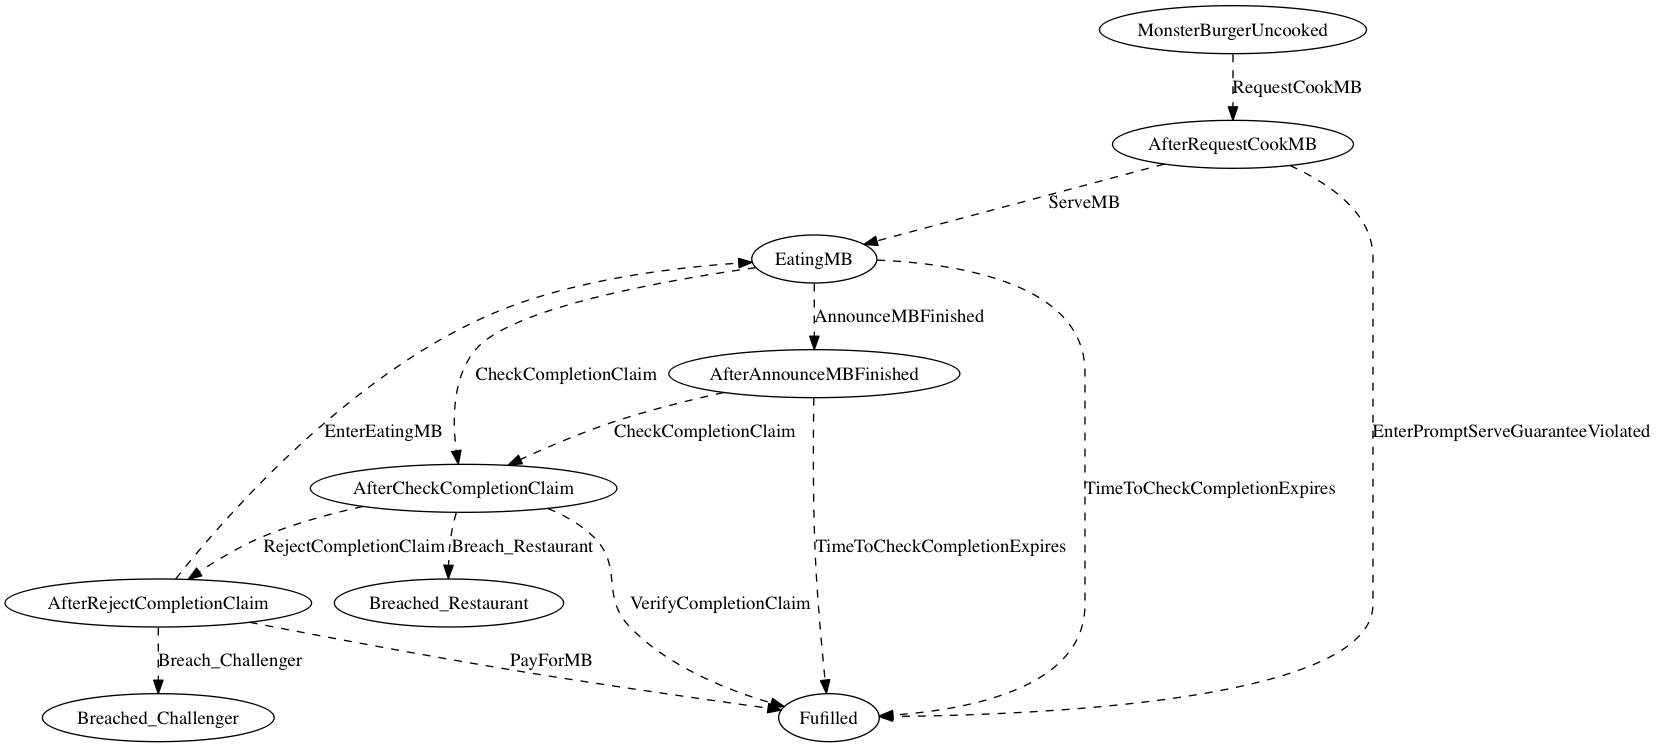 MonsterBurgerUncooked
RequestCookMB
AfterRequestCookMB
ServeMB
EatingMB
AnnounceMBFinished
CheckCompletionClaim
AfterAnnounceMBFinished
EnterEatingMB
CheckCompletionClaim
EnterPromptServeGuaranteeViolated
AfterCheckCompletionClaim
TimeToCheckCompletionExpires
RejectCompletionClaim
Breach_Restaurant
TimeToCheckCompletionExpires
AfterRejectCompletionClaim
Breached_Restaurant
VerifyCompletionClaim
Breach_Challenger
PayForMB
Breached_Challenger
Fufilled